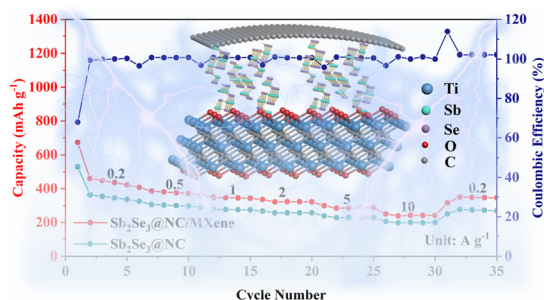 1400
1200
1000
800
600
400
200
0
Capacity (mAh g⁻¹)
120
100
80
60
40
20
0
Coulombic Efficiency (%)
Ti
Sb
Se
O
C
0.2
0.5
1
2
5
10
0.2
Sb₂Se₃@NC/MXene
Sb₂Se₃@NC
Unit: A g⁻¹
0 5 10 15 20 25 30 35
Cycle Number